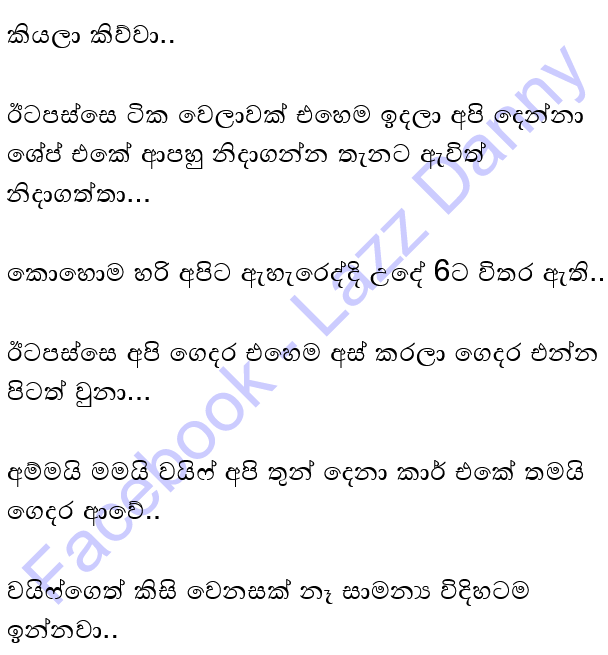 කියලා කිව්වා..
ඊටපස්සෙ ටික වෙලාවක් එහෙම ඉදලා අපි දෙන්නා
ශේප් එකේ ආපහු නිදාගන්න තැනට ඇවිත්
නිදාගත්තා...
කොහොම හරි අපිට ඇහැරෙද්දි උදේ 6ට විතර ඇති..
ඊටපස්සෙ අපි ගෙදර එහෙම අස් කරලා ගෙදර එන්න
පිටත් වුනා...
අම්මයි මමයි වයිෆ් අපි තුන් දෙනා කාර් එකේ තමයි
ගෙදර ආවේ..
වයිෆ්ගෙත් කිසි වෙනසක් නෑ සාමන්‍ය විදිහටම
ඉන්නවා..
Facebook - Lazz Danny